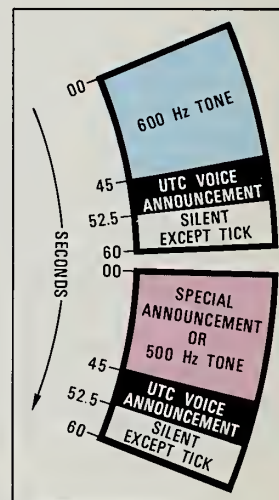 00
600 Hz TONE
45
UTC VOICE
ANNOUNCEMENT
52.5
SILENT
EXCEPT TICK
60
00
SPECIAL
ANNOUNCEMENT
OR
500 Hz TONE
45
UTC VOICE
ANNOUNCEMENT
52.5
SILENT
EXCEPT TICK
60
SECONDS